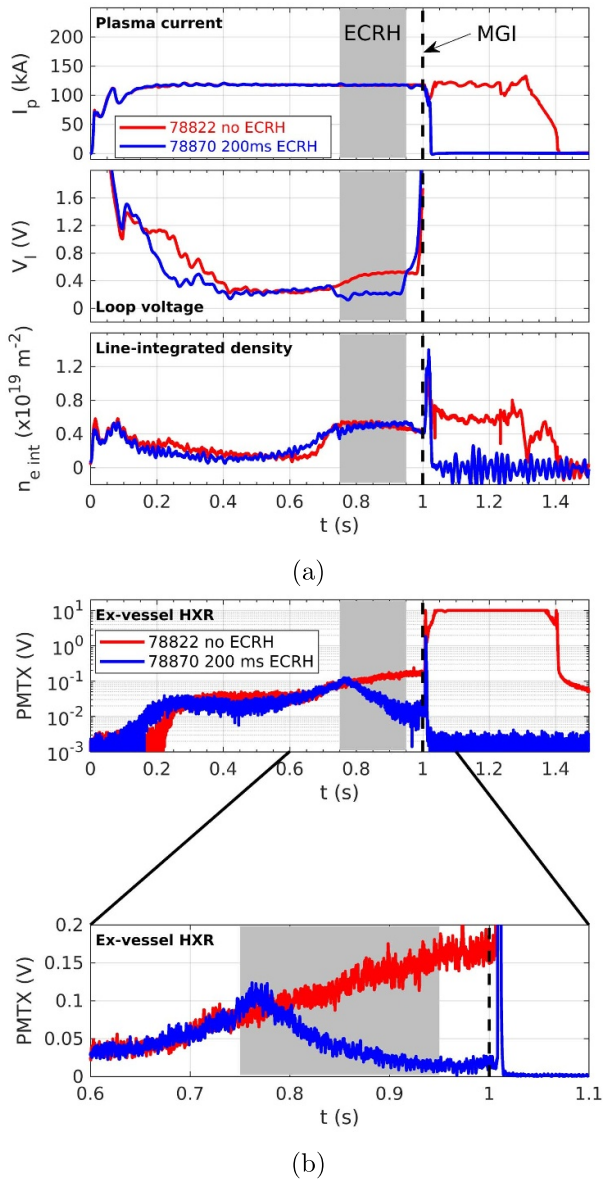 Plasma current
ECRH
MGI
I_p (kA)
200
150
100
50
0
78822 no ECRH
78870 200ms ECRH
V_l (V)
1.6
1.2
0.8
0.4
0
Loop voltage
Line-integrated density
n_{e int} (x10^{19} m^{-2})
1.2
0.8
0.4
0
0 0.2 0.4 0.6 0.8 1 1.2 1.4
t (s)
(a)
Ex-vessel HXR
PMTX (V)
10^1
10^0
10^{-1}
10^{-2}
10^{-3}
78822 no ECRH
78870 200 ms ECRH
0 0.2 0.4 0.6 0.8 1 1.2 1.4
t (s)
Ex-vessel HXR
PMTX (V)
0.2
0.15
0.1
0.05
0
0.6 0.7 0.8 0.9 1 1.1
t (s)
(b)